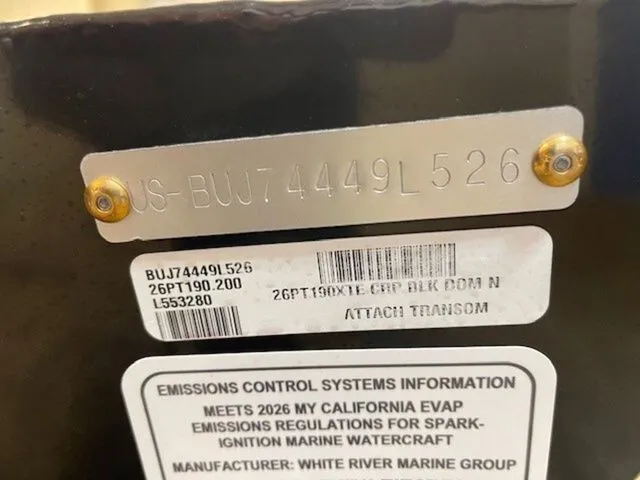 US-BUJ74449L526
BUJ74449L526
26PT190.200
L553280
26PT190XTE-CRP BLK DOM N
ATTACH TRANSOM
EMISSIONS CONTROL SYSTEMS INFORMATION
MEETS 2026 MY CALIFORNIA EVAP
EMISSIONS REGULATIONS FOR SPARK-
IGNITION MARINE WATERCRAFT
MANUFACTURER: WHITE RIVER MARINE GROUP